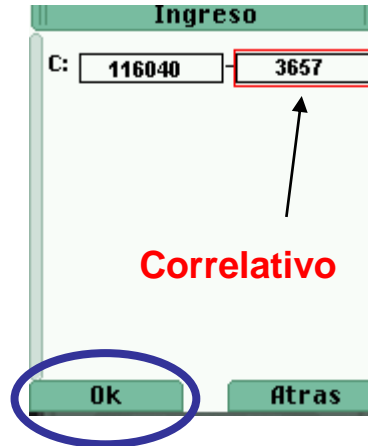 Ingreso
C: 116040 - 3657
Correlativo
Ok Atras